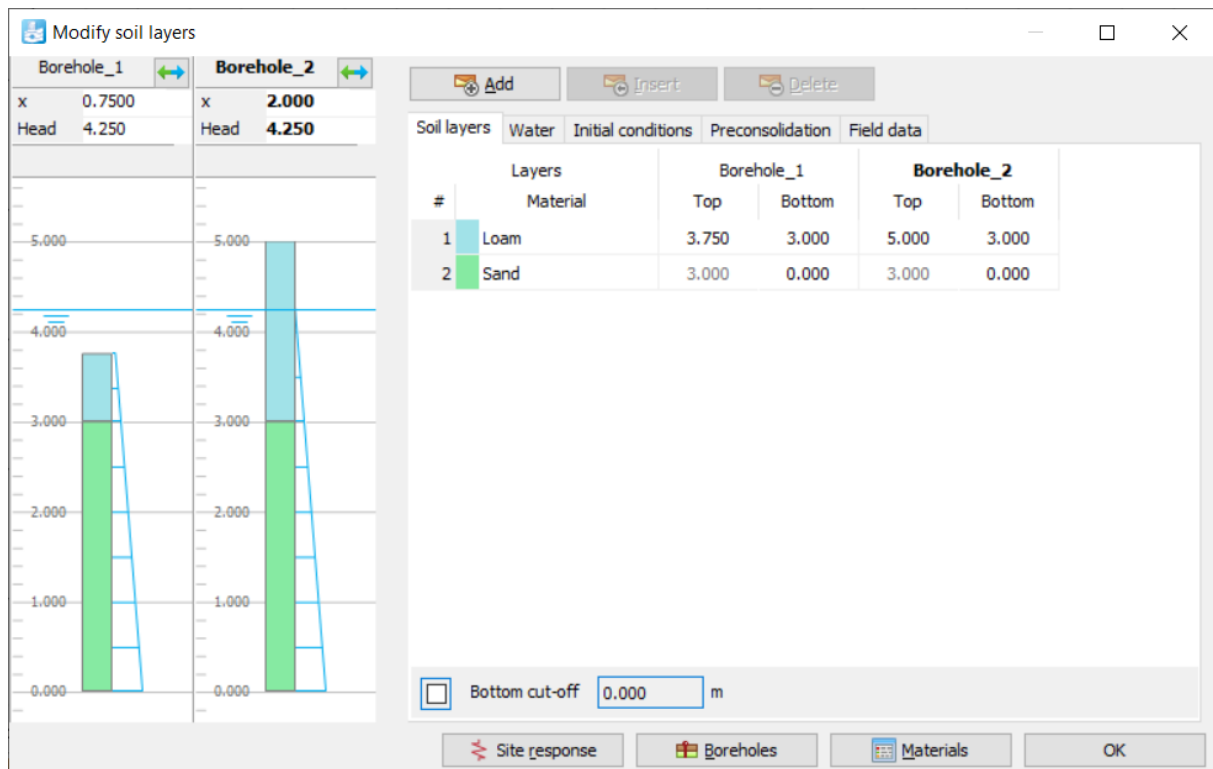 Modify soil layers
Borehole_1
x 0.7500
Head 4.250
Borehole_2
x 2.000
Head 4.250
5.000
4.000
3.000
2.000
1.000
0.000
5.000
4.000
3.000
2.000
1.000
0.000
Add Insert Delete
Soil layers Water Initial conditions Preconsolidation Field data
Layers Borehole_1 Borehole_2
# Material Top Bottom Top Bottom
1 Loam 3.750 3.000 5.000 3.000
2 Sand 3.000 0.000 3.000 0.000
Bottom cut-off 0.000 m
Site response Boreholes Materials OK